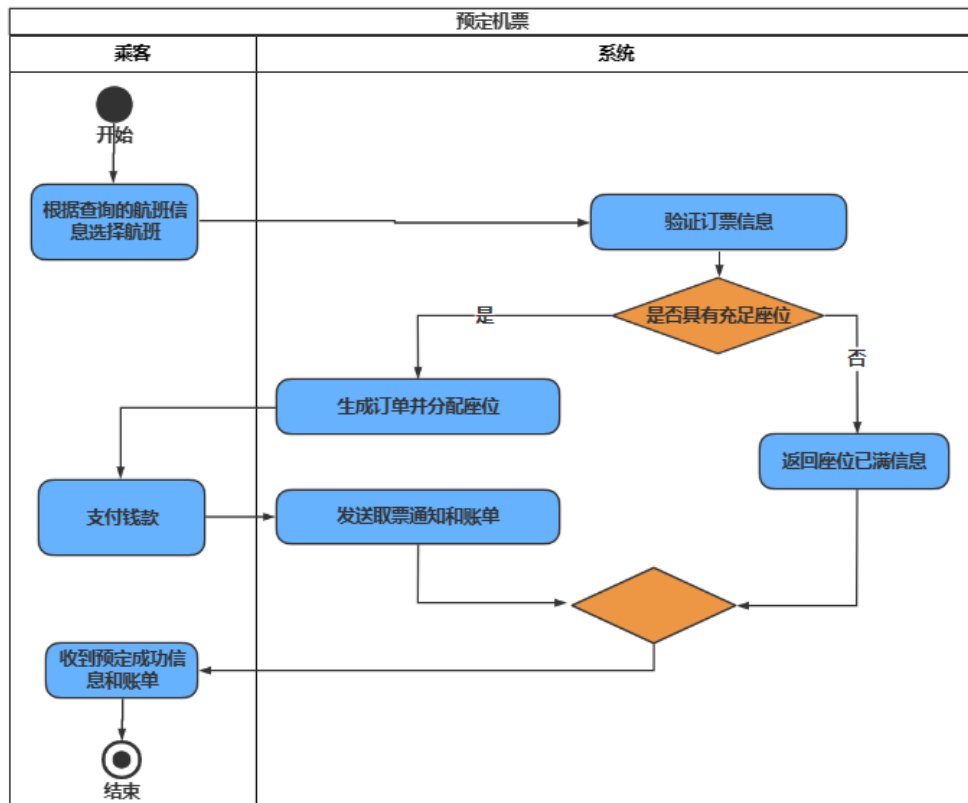 预定机票
乘客
系统
开始
根据查询的航班信
息选择航班
验证订票信息
是否具有充足座位
是
否
生成订单并分配座位
返回座位已满信息
支付钱款
发送取票通知和账单
收到预定成功信
息和账单
结束